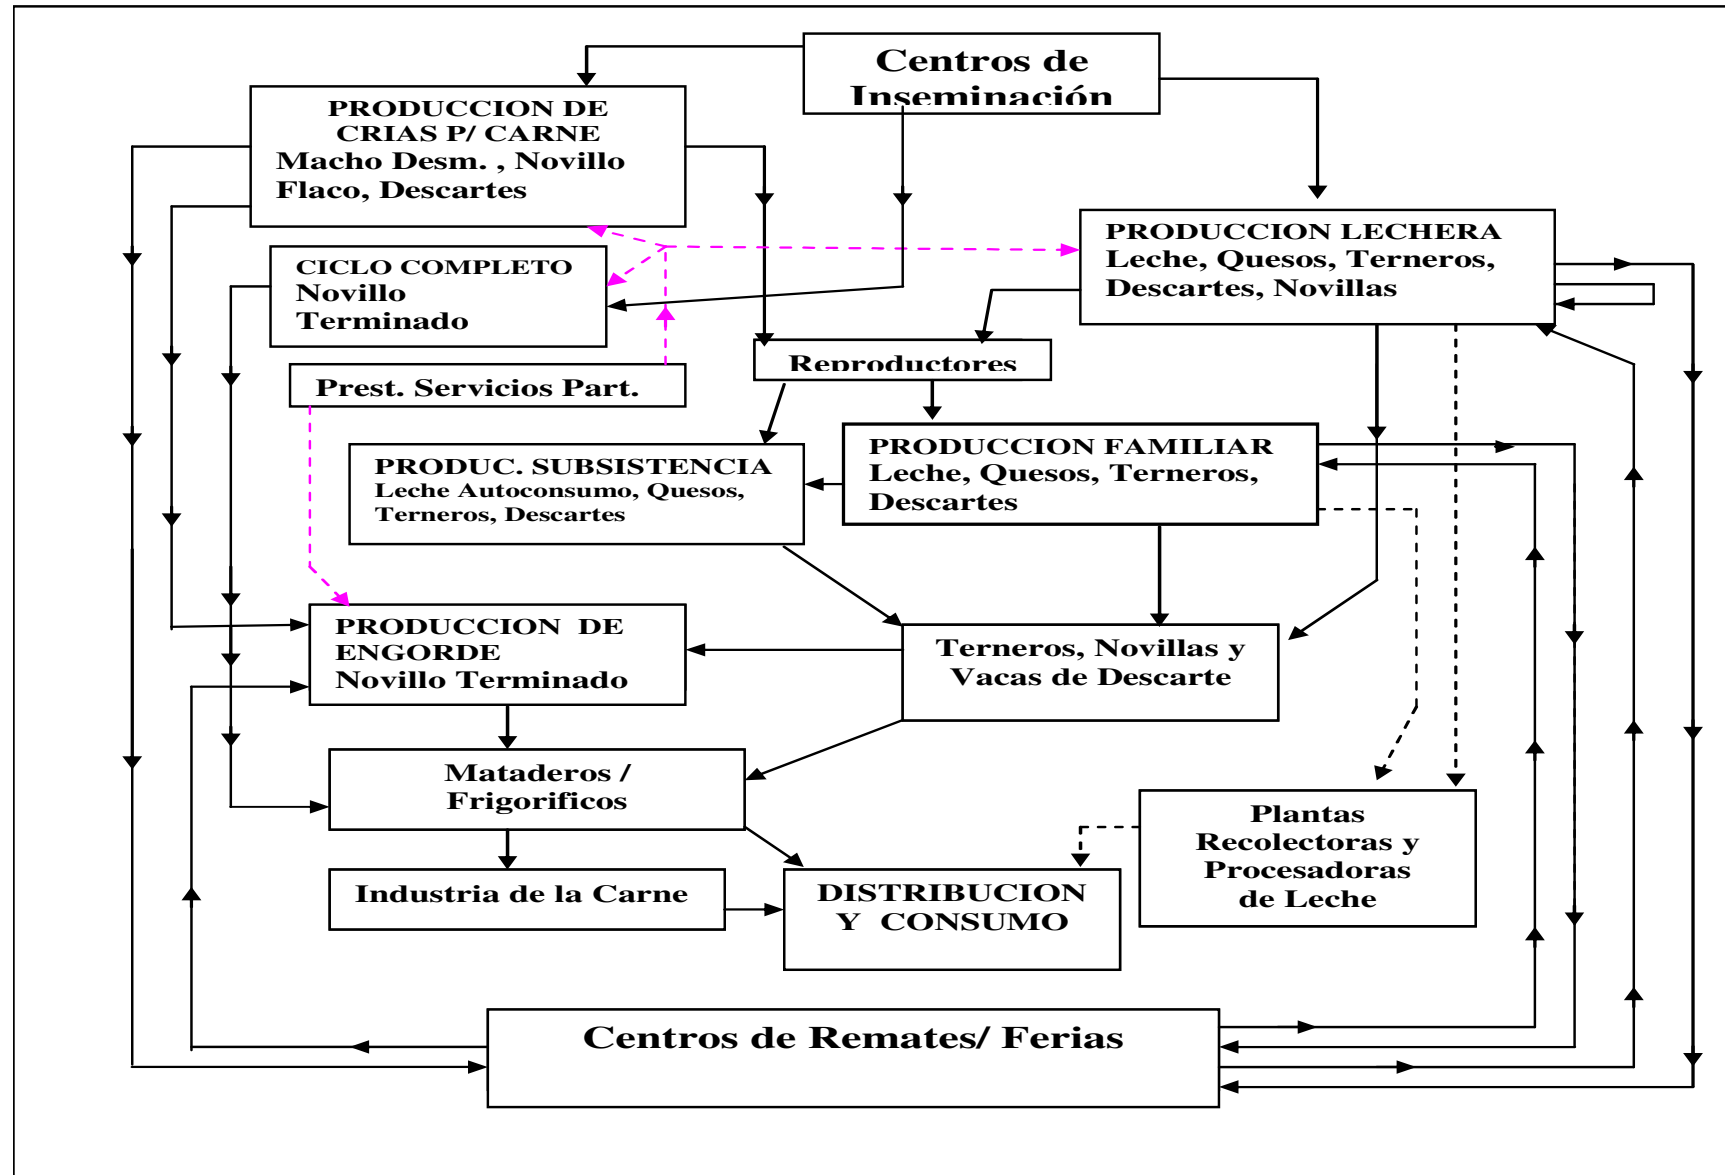 Centros de
Inseminación
PRODUCCION DE
CRIAS P/ CARNE
Macho Desm. , Novillo
Flaco, Descartes
PRODUCCION LECHERA
Leche, Quesos, Terneros,
Descartes, Novillas
CICLO COMPLETO
Novillo
Terminado
Reproductores
Prest. Servicios Part.
PRODUCCION FAMILIAR
Leche, Quesos, Terneros,
Descartes
PRODUC. SUBSISTENCIA
Leche Autoconsumo, Quesos,
Terneros, Descartes
PRODUCCION DE
ENGORDE
Novillo Terminado
Terneros, Novillas y
Vacas de Descarte
Mataderos /
Frigorificos
Plantas
Recolectoras y
Procesadoras
de Leche
Industria de la Carne
DISTRIBUCION
Y CONSUMO
Centros de Remates/ Ferias